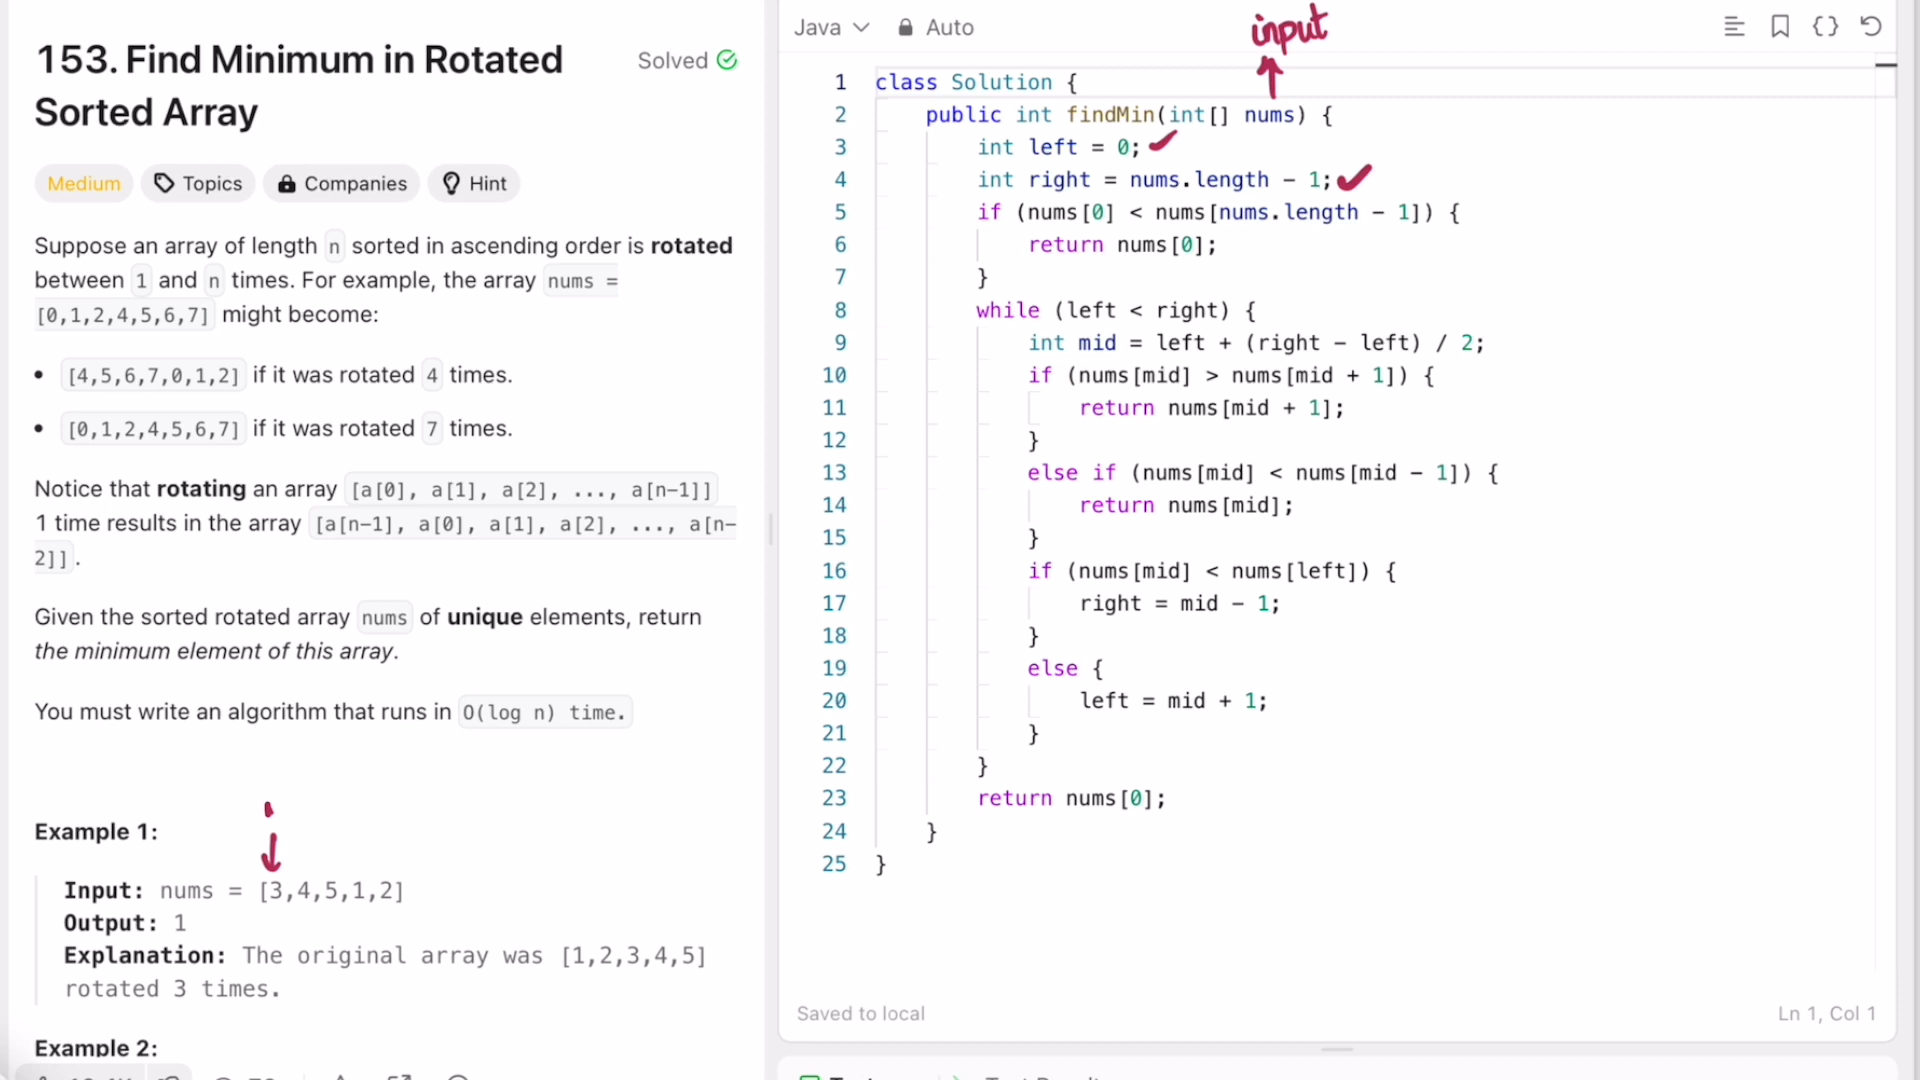 153. Find Minimum in Rotated
Sorted Array
Solved
Medium Topics Companies Hint
Suppose an array of length n sorted in ascending order is rotated
between 1 and n times. For example, the array nums =
[0,1,2,4,5,6,7] might become:
• [4,5,6,7,0,1,2] if it was rotated 4 times.
• [0,1,2,4,5,6,7] if it was rotated 7 times.
Notice that rotating an array [a[0], a[1], a[2], ..., a[n-1]]
1 time results in the array [a[n-1], a[0], a[1], a[2], ..., a[n-
2]].
Given the sorted rotated array nums of unique elements, return
the minimum element of this array.
You must write an algorithm that runs in O(log n) time.
Example 1:
Input: nums = [3,4,5,1,2]
Output: 1
Explanation: The original array was [1,2,3,4,5]
rotated 3 times.
Example 2:
Java Auto
input
1 class Solution {
2 public int findMin(int[] nums) {
3 int left = 0;
4 int right = nums.length - 1;
5 if (nums[0] < nums[nums.length - 1]) {
6 return nums[0];
7 }
8 while (left < right) {
9 int mid = left + (right - left) / 2;
10 if (nums[mid] > nums[mid + 1]) {
11 return nums[mid + 1];
12 }
13 else if (nums[mid] < nums[mid - 1]) {
14 return nums[mid];
15 }
16 if (nums[mid] < nums[left]) {
17 right = mid - 1;
18 }
19 else {
20 left = mid + 1;
21 }
22 }
23 return nums[0];
24 }
25 }
Saved to local
Ln 1, Col 1